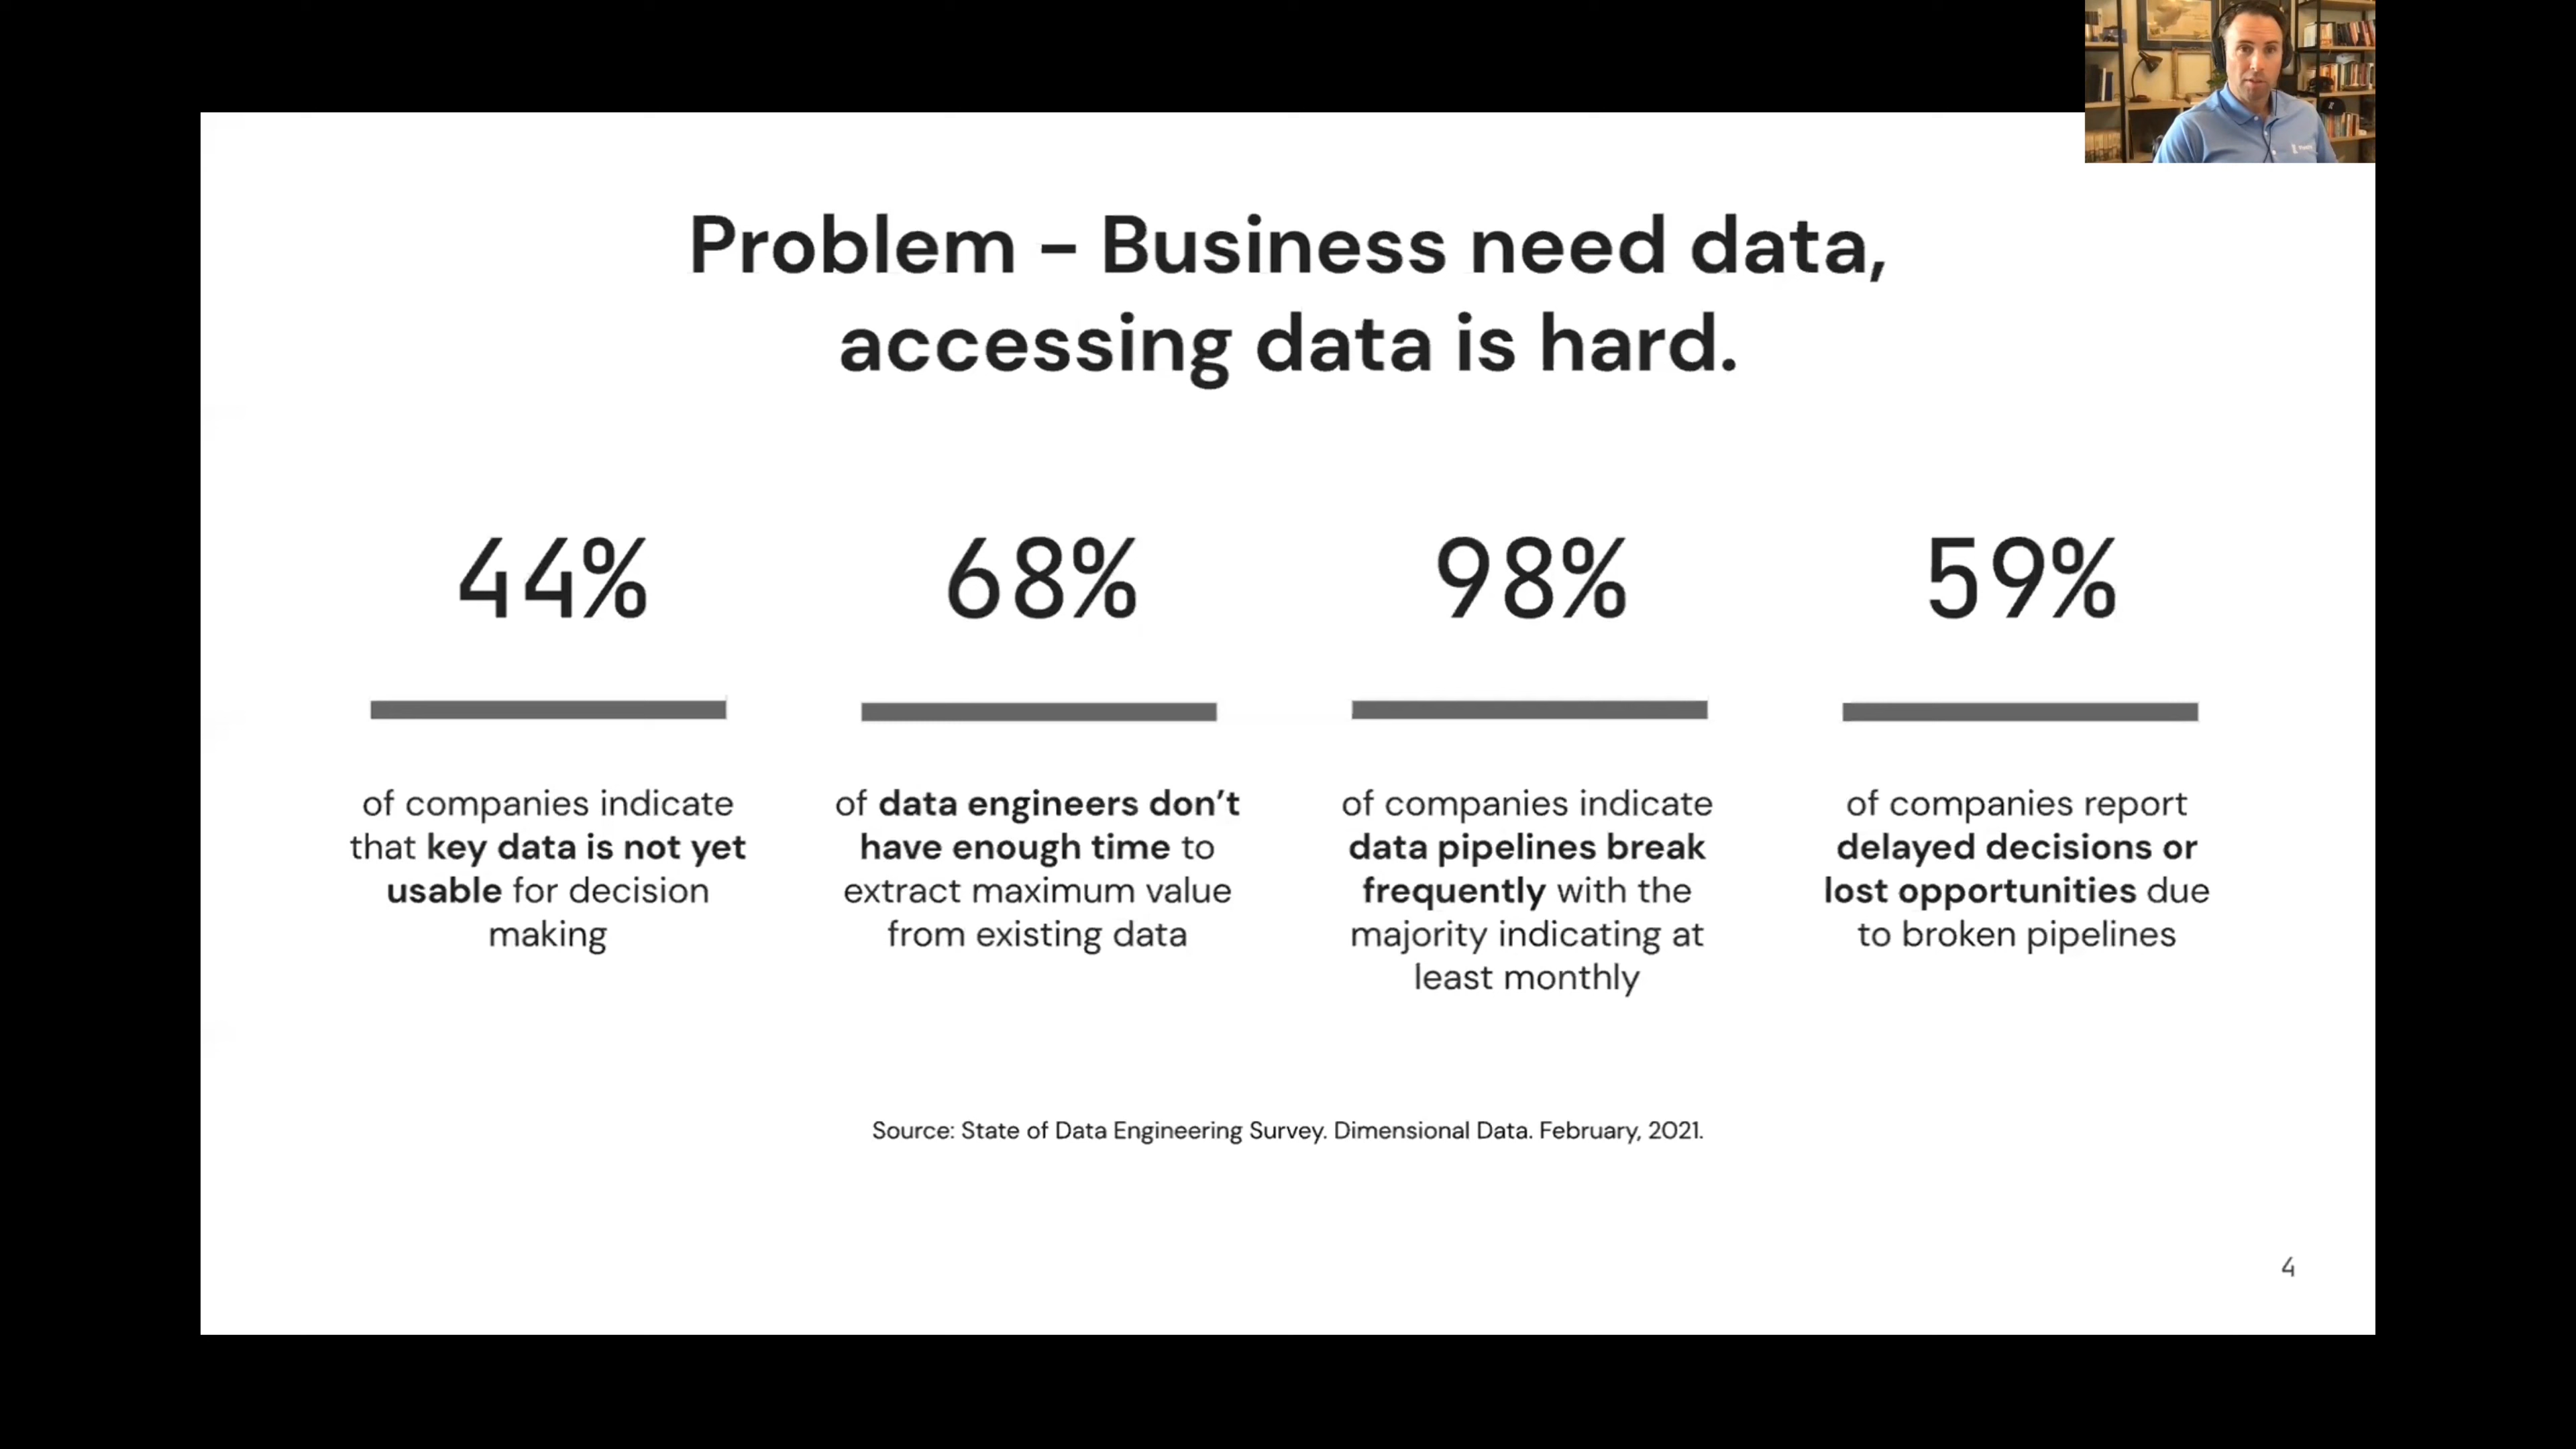 Problem - Business need data,
accessing data is hard.
44%
68%
98%
59%
of companies indicate
that key data is not yet
usable for decision
making
of data engineers don't
have enough time to
extract maximum value
from existing data
of companies indicate
data pipelines break
frequently with the
majority indicating at
least monthly
of companies report
delayed decisions or
lost opportunities due
to broken pipelines
Source: State of Data Engineering Survey. Dimensional Data. February, 2021.
4